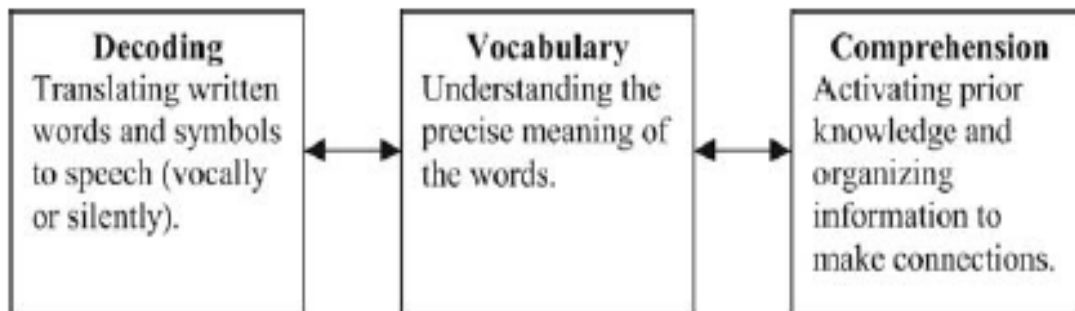 Decoding
Translating written
words and symbols
to speech (vocally
or silently).
Vocabulary
Understanding the
precise meaning of
the words.
Comprehension
Activating prior
knowledge and
organizing
information to
make connections.